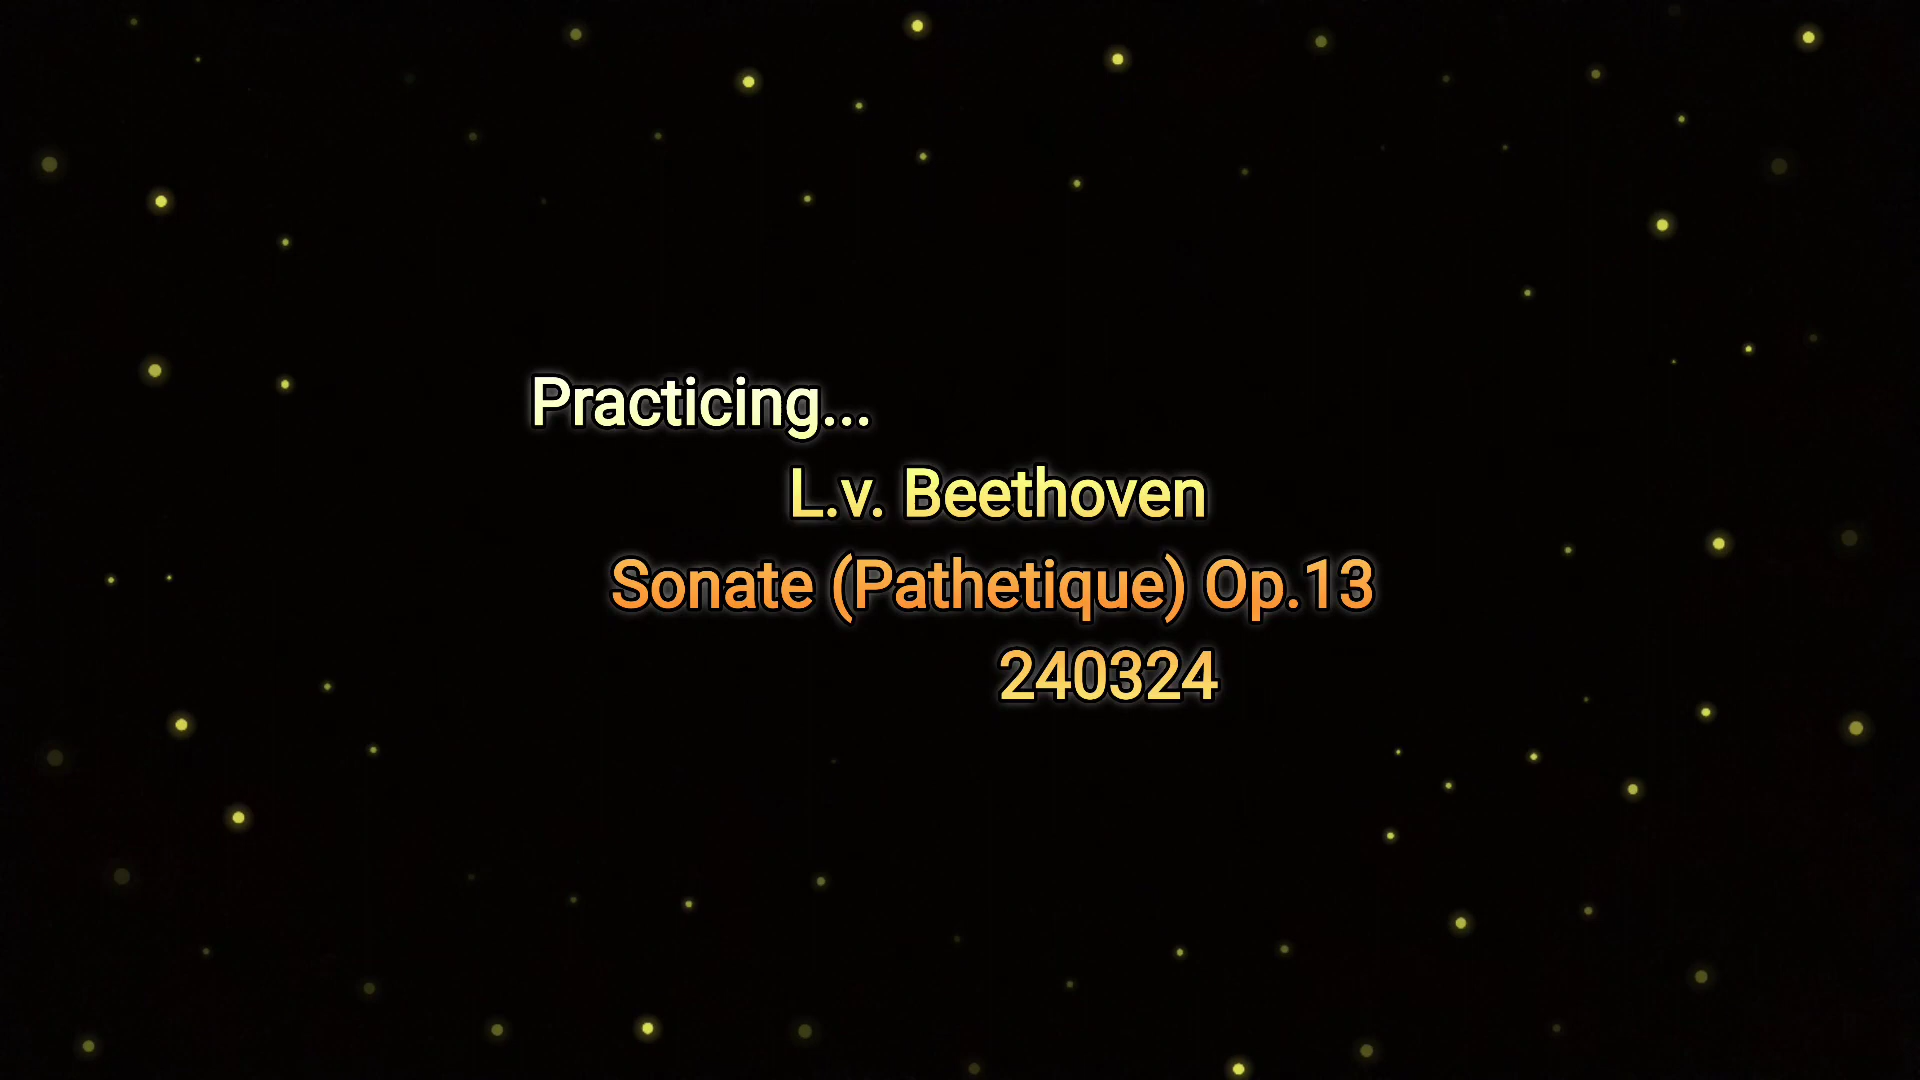 Practicing...
L.v. Beethoven
Sonate (Pathetique) Op.13
240324